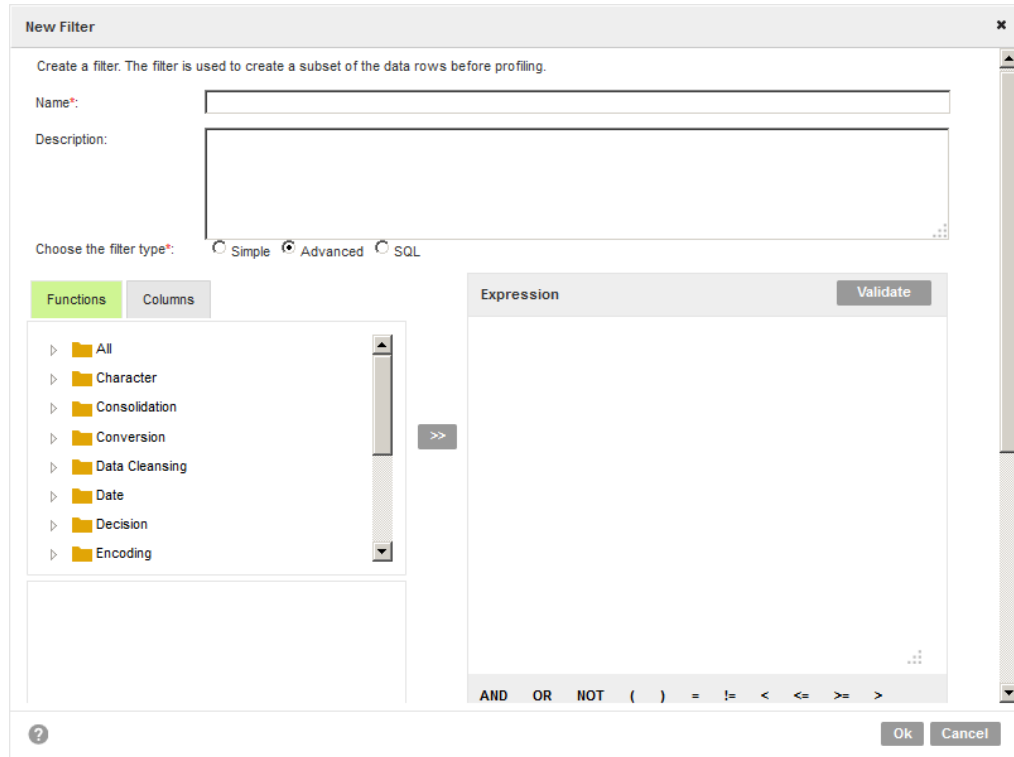 New Filter
Create a filter. The filter is used to create a subset of the data rows before profiling.
Name*:
Description:
Choose the filter type*: Simple Advanced SQL
Functions Columns
All
Character
Consolidation
Conversion
Data Cleansing
Date
Decision
Encoding
>>
Expression Validate
AND OR NOT ( ) = != < <= >= >
Ok Cancel